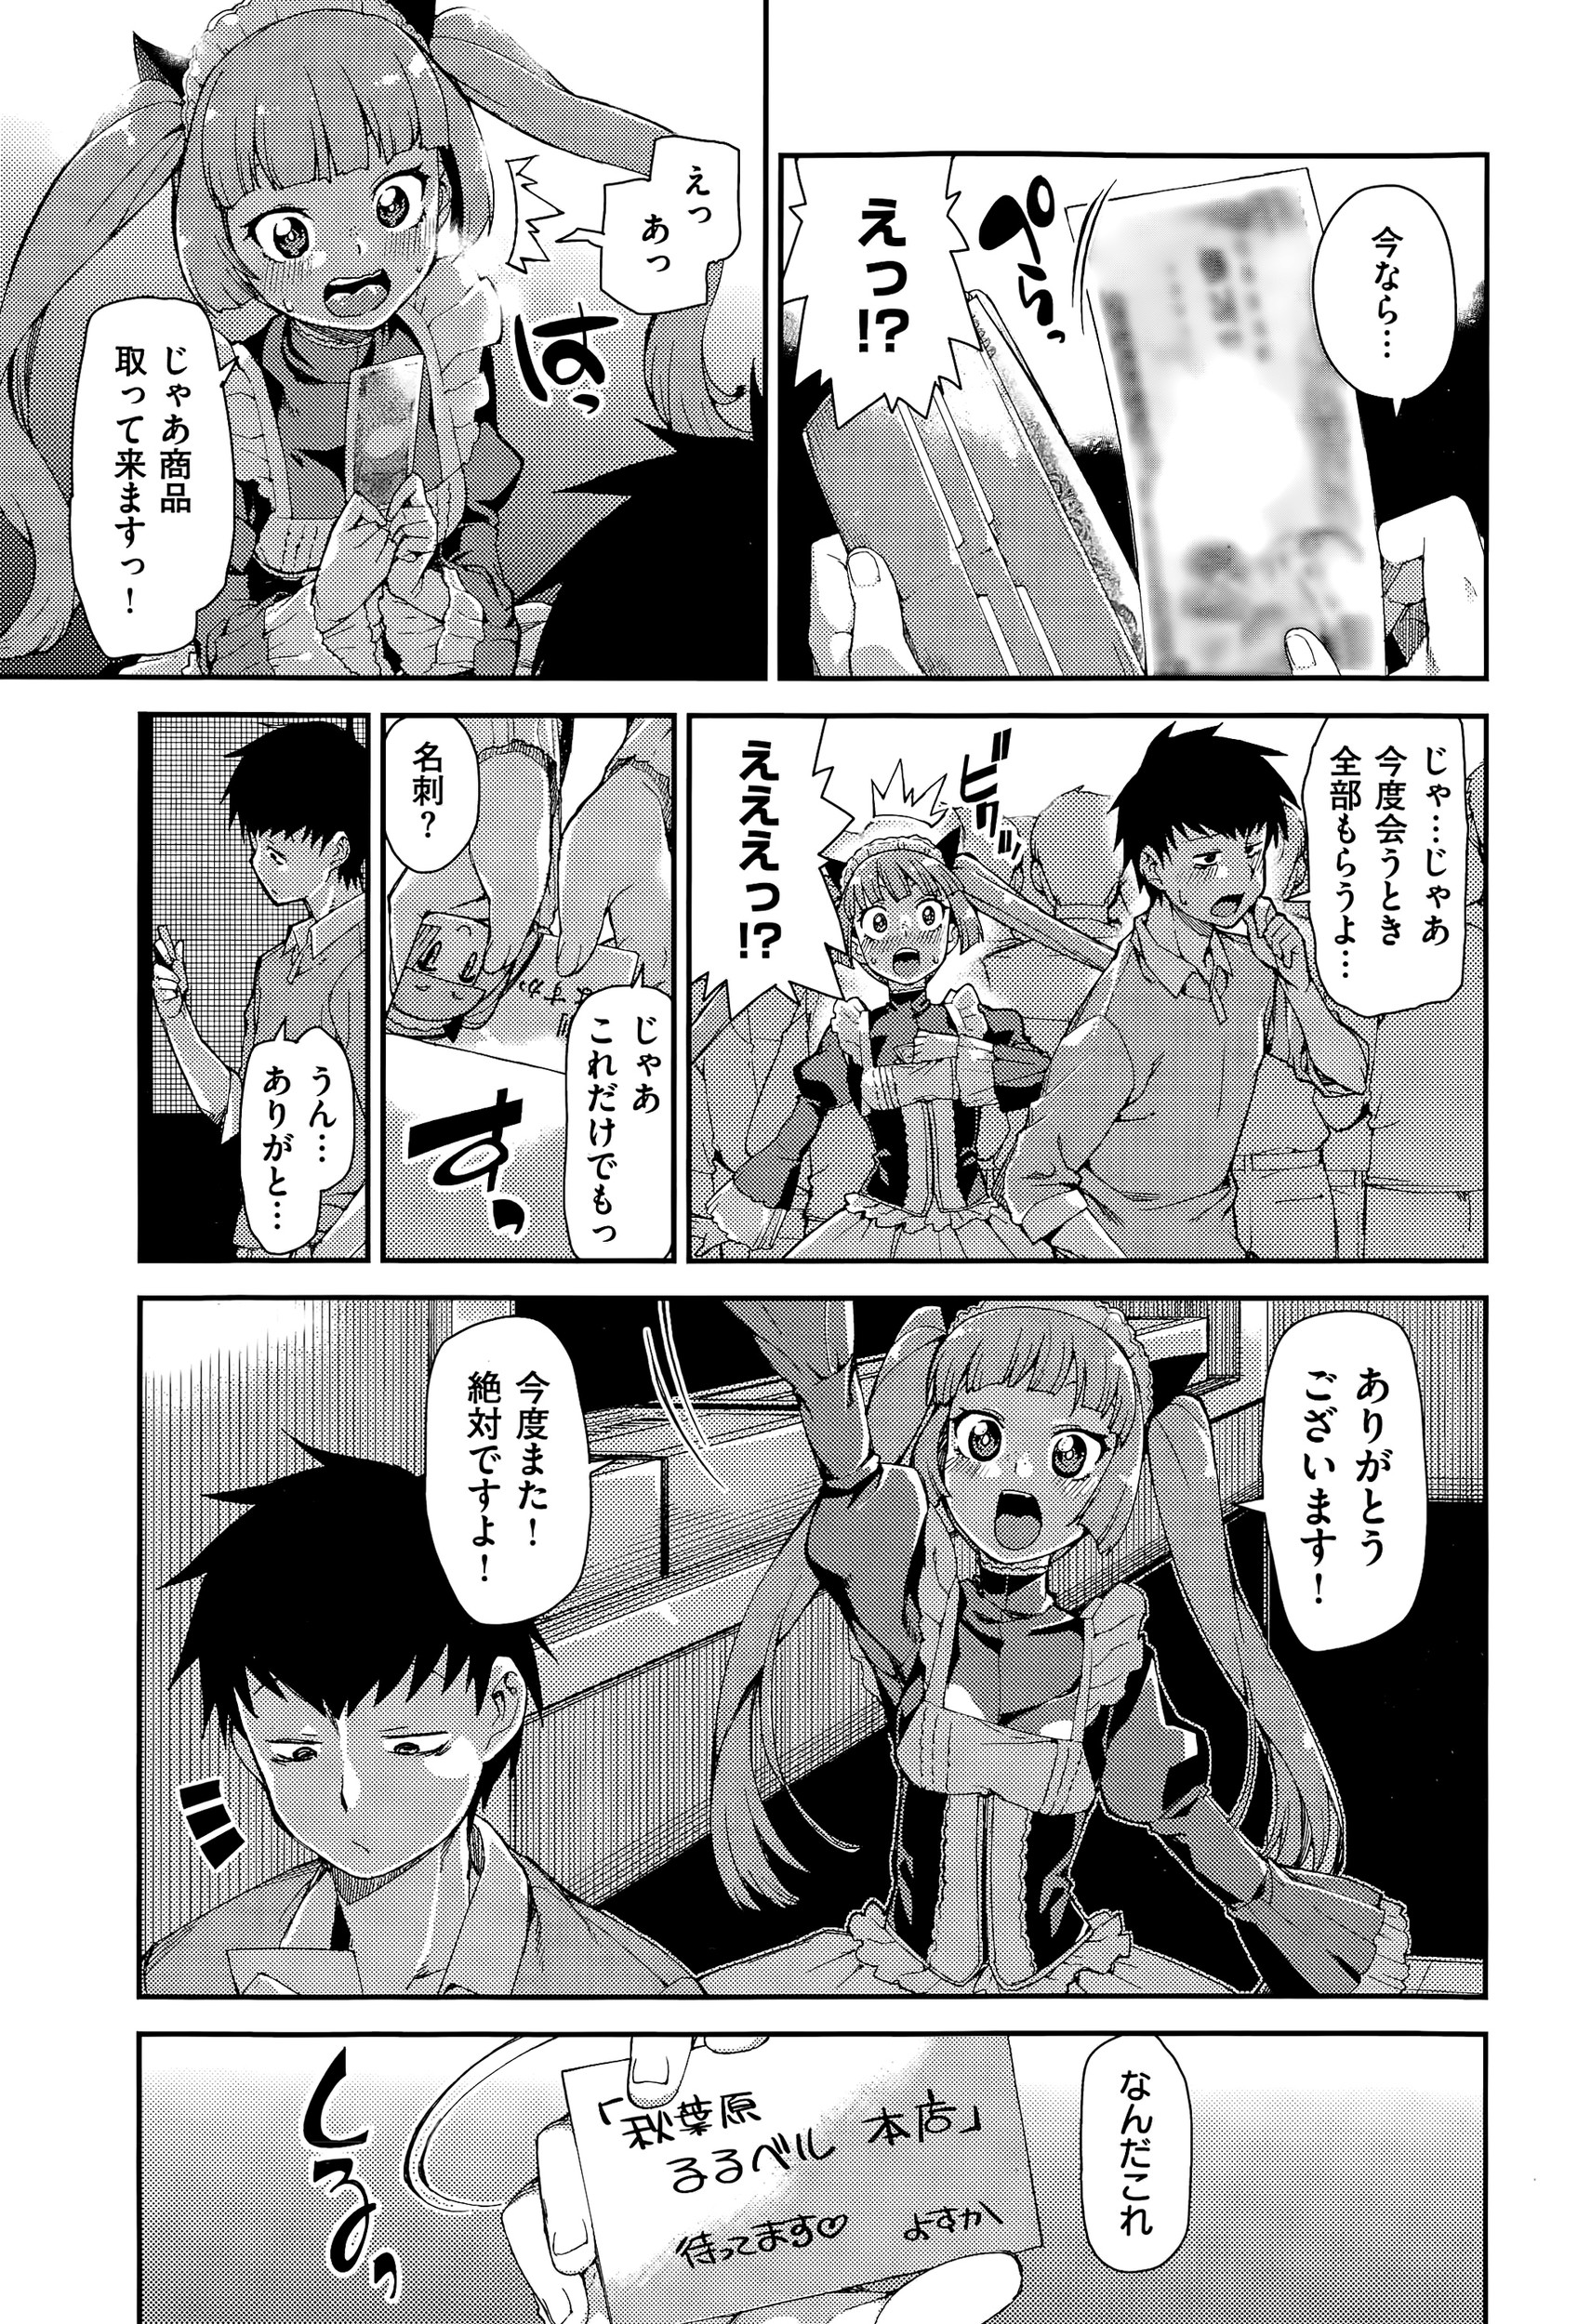 今なら…
ぺらっ
えっ!?
えっ
あっ
はっ
じゃあ商品
取って来ますっ！
じゃ…じゃあ
今度会うとき
全部もらうよ…
ビクッ
えええっ!?
じゃあ
これだけでもっ
名刺？
すっ
うん…
ありがと…
ありがとう
ございます！
今度また！
絶対ですよ！
なんだこれ
「秋葉原
るるベル 本店」
待ってます♡ よすか
しるっ